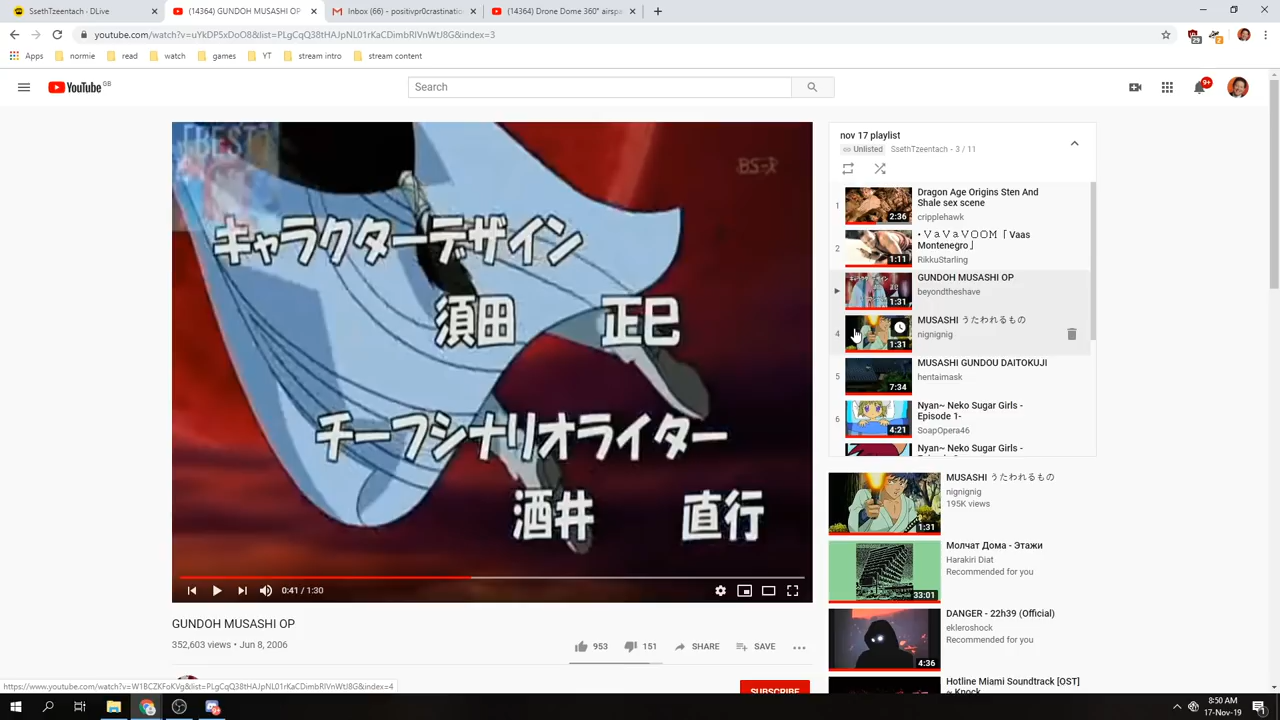 SsethTzeentach - DLive
(14364) GUNDOH MUSASHI OP
Inbox (66) - positivpr0crastination
(14364) Drone Dome 360° airspa
youtube.com/watch?v=uYkDP5xDoO8&list=PLgCqQ38tHAJpNL01rKaCDimbRIVnWtJ8G&index=3
29
2
Apps
normie
read
watch
games
YT
stream intro
stream content
YouTube GB
Search
9+
BS-i
キャラクターデザイン
須田 正己
チーフシナリオライター
酒井 直行
0:41 / 1:30
GUNDOH MUSASHI OP
352,603 views • Jun 8, 2006
953
151
SHARE
SAVE
SUBSCRIBE
nov 17 playlist
Unlisted SsethTzeentach - 3 / 11
1
2:36
Dragon Age Origins Sten And
Shale sex scene
cripplehawk
2
1:11
• ＶａＶａＶＯＯＭ「 Vaas
Montenegro」
RikkuStarling
1:31
GUNDOH MUSASHI OP
beyondtheshave
4
1:31
MUSASHI うたわれるもの
nignignig
5
7:34
MUSASHI GUNDOU DAITOKUJI
hentaimask
6
4:21
Nyan~ Neko Sugar Girls -
Episode 1-
SoapOpera46
Nyan~ Neko Sugar Girls -
1:31
MUSASHI うたわれるもの
nignignig
195K views
33:01
Молчат Дома - Этажи
Harakiri Diat
Recommended for you
4:36
DANGER - 22h39 (Official)
ekleroshock
Recommended for you
Hotline Miami Soundtrack [OST]
~ Knock
https://www.youtube.com/watch?v=W1BCZKFoKVg&list=PLgCqQ38tHAJpNL01rKaCDimbRIVnWtJ8G&index=4
8:50 AM
17-Nov-19
1